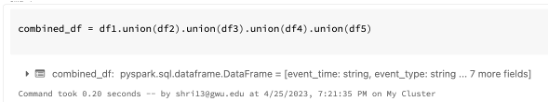 combined_df = df1.union(df2).union(df3).union(df4).union(df5)
combined_df: pyspark.sql.dataframe.DataFrame = [event_time: string, event_type: string ... 7 more fields]
Command took 0.20 seconds -- by shril3@gwu.edu at 4/25/2023, 7:21:35 PM on My Cluster